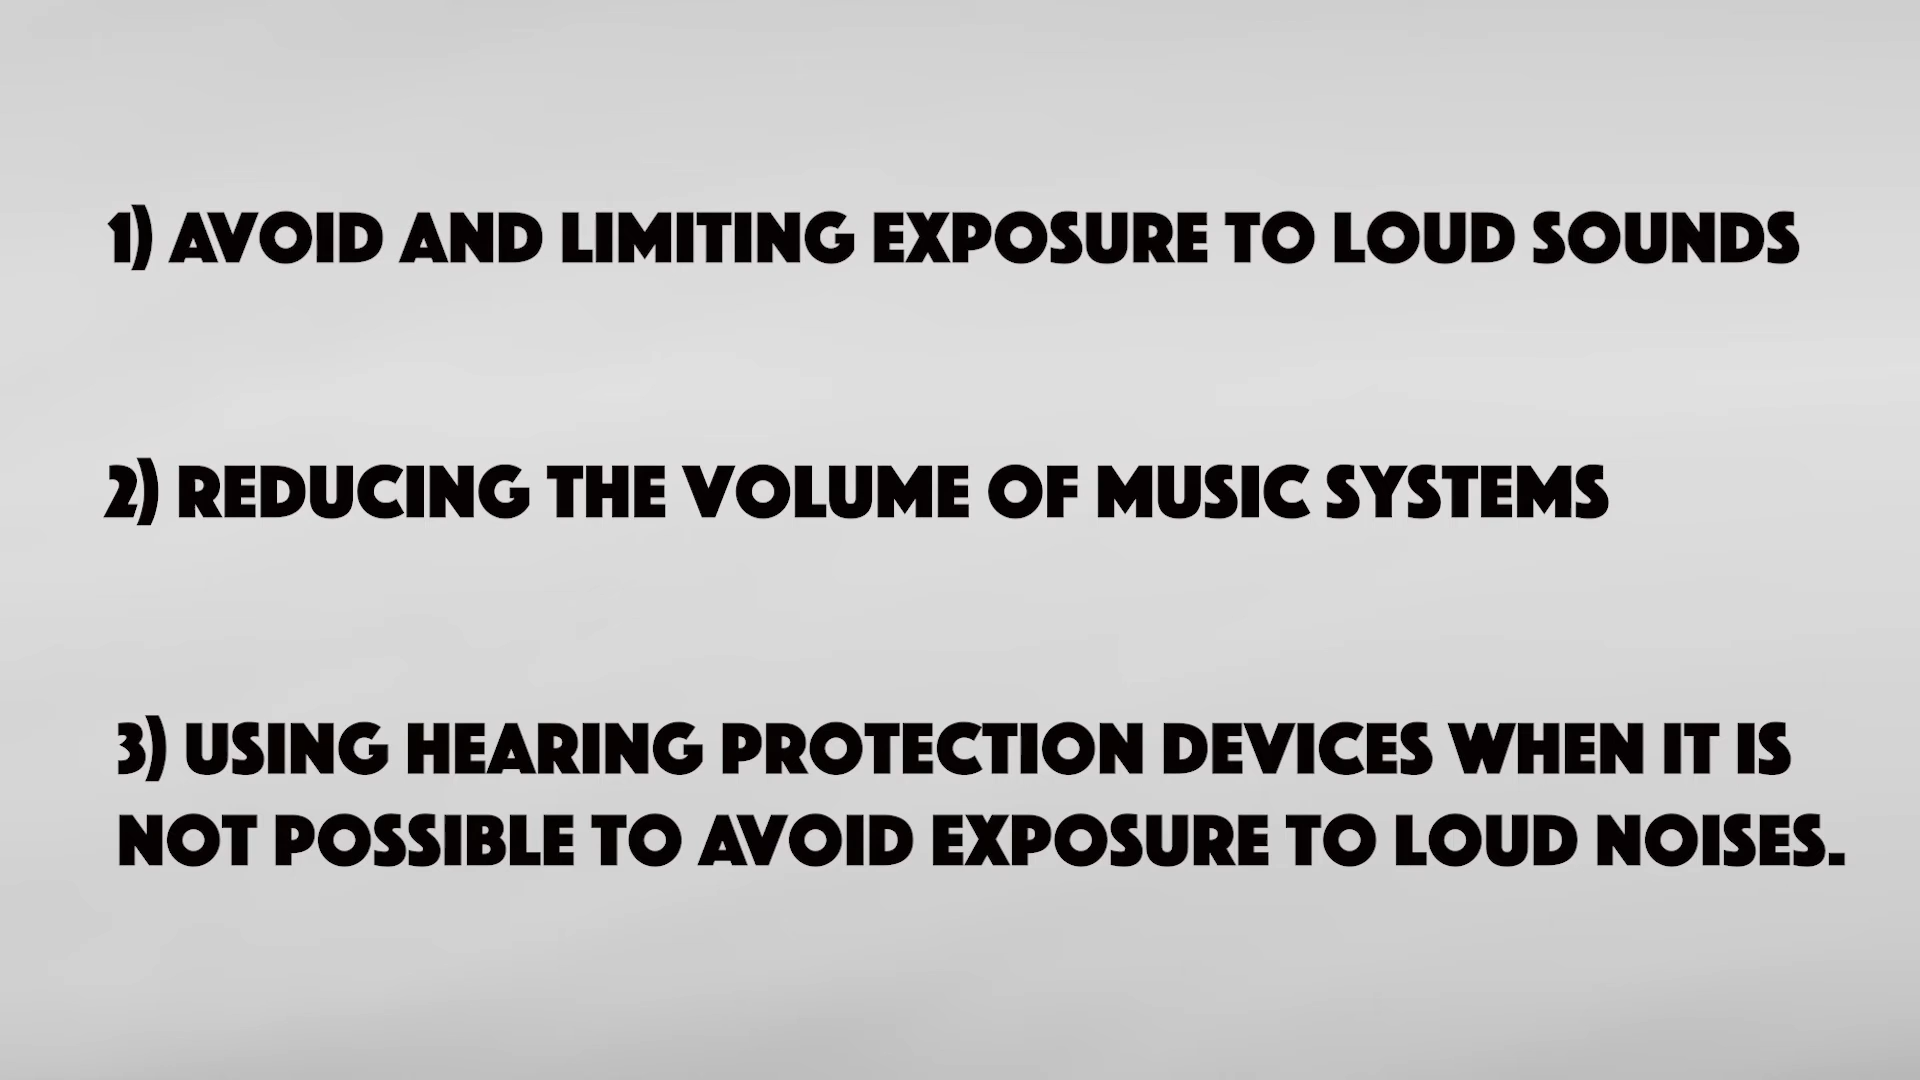 1) AVOID AND LIMITING EXPOSURE TO LOUD SOUNDS
2) REDUCING THE VOLUME OF MUSIC SYSTEMS
3) USING HEARING PROTECTION DEVICES WHEN IT IS
NOT POSSIBLE TO AVOID EXPOSURE TO LOUD NOISES.